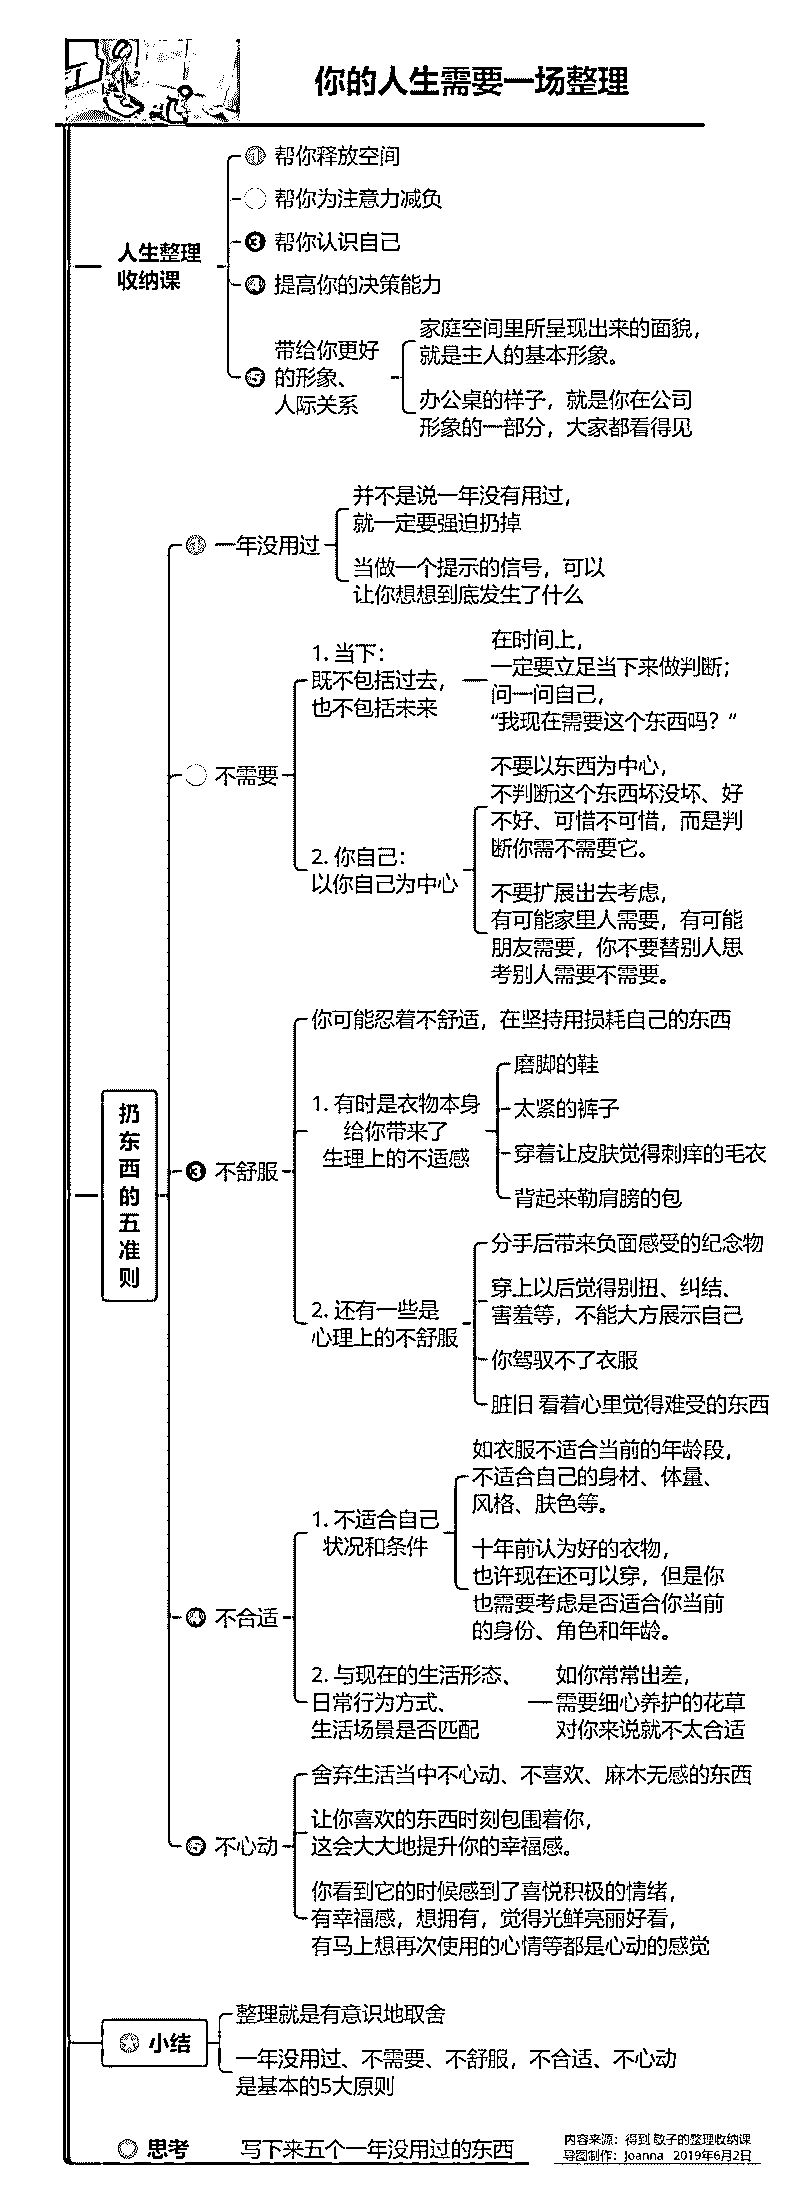 你的人生需要一场整理
人生整理
收纳课
① 帮你释放空间
帮你为注意力减负
③ 帮你认识自己
④ 提高你的决策能力
⑤ 带给你更好
的形象、
人际关系
家庭空间里所呈现出来的面貌，
就是主人的基本形象。
办公桌的样子，就是你在公司
形象的一部分，大家都看得见
扔东西的五准则
① 一年没用过
并不是说一年没有用过，
就一定要强迫扔掉
当做一个提示的信号，可以
让你想想到底发生了什么
不需要
1. 当下：
既不包括过去，
也不包括未来
在时间上，
一定要立足当下来做判断；
问一问自己，
“我现在需要这个东西吗？”
2. 你自己：
以你自己为中心
不要以东西为中心，
不判断这个东西坏没坏、好
不好、可惜不可惜，而是判
断你需不需要它。
不要扩展出去考虑，
有可能家里人需要，有可能
朋友需要，你不要替别人思
考别人需要不需要。
③ 不舒服
你可能忍着不舒适，在坚持用损耗自己的东西
1. 有时是衣物本身
给你带来了
生理上的不适感
磨脚的鞋
太紧的裤子
穿着让皮肤觉得刺痒的毛衣
背起来勒肩膀的包
2. 还有一些是
心理上的不舒服
分手后带来负面感受的纪念物
穿上以后觉得别扭、纠结、
害羞等，不能大方展示自己
你驾驭不了衣服
脏旧 看着心里觉得难受的东西
④ 不合适
1. 不适合自己
状况和条件
如衣服不适合当前的年龄段，
不适合自己的身材、体量、
风格、肤色等。
十年前认为好的衣物，
也许现在还可以穿，但是你
也需要考虑是否适合你当前
的身份、角色和年龄。
2. 与现在的生活形态、
日常行为方式、
生活场景是否匹配
如你常常出差，
需要细心养护的花草
对你来说就不太合适
⑤ 不心动
舍弃生活当中不心动、不喜欢、麻木无感的东西
让你喜欢的东西时刻包围着你，
这会大大地提升你的幸福感。
你看到它的时候感到了喜悦积极的情绪，
有幸福感，想拥有，觉得光鲜亮丽好看，
有马上想再次使用的心情等都是心动的感觉
小结
整理就是有意识地取舍
一年没用过、不需要、不舒服，不合适、不心动
是基本的5大原则
思考
写下来五个一年没用过的东西
内容来源：得到 敬子的整理收纳课
导图制作：Joanna 2019年6月2日